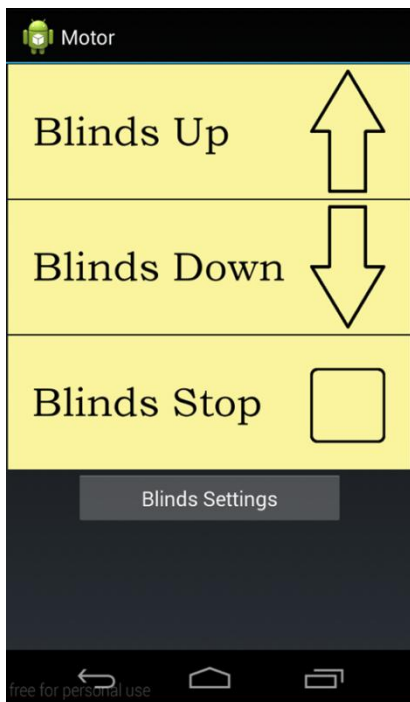 Motor
Blinds Up
Blinds Down
Blinds Stop
Blinds Settings
free for personal use